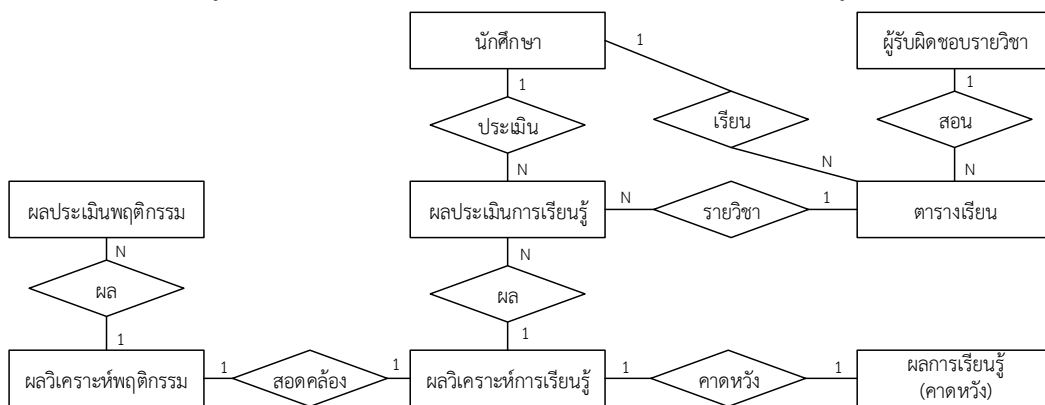 นักศึกษา
1
ผู้รับผิดชอบรายวิชา
1
1
ประเมิน
เรียน
สอน
N
N
N
ผลประเมินพฤติกรรม
ผลประเมินการเรียนรู้
N
รายวิชา
1
ตารางเรียน
N
N
ผล
ผล
1
1
ผลวิเคราะห์พฤติกรรม
1
สอดคล้อง
1
ผลวิเคราะห์การเรียนรู้
1
คาดหวัง
1
ผลการเรียนรู้
(คาดหวัง)